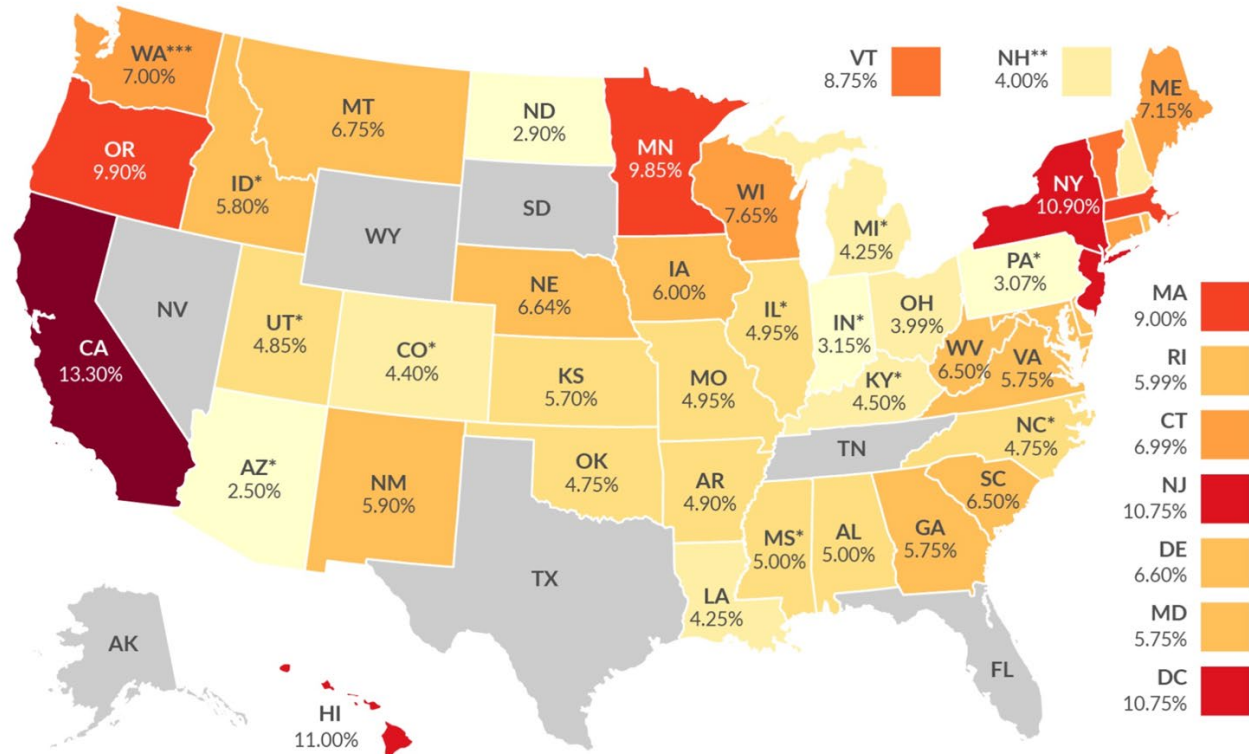 WA***
7.00%
OR
9.90%
CA
13.30%
NV
ID*
5.80%
MT
6.75%
WY
UT*
4.85%
AZ*
2.50%
CO*
4.40%
NM
5.90%
ND
2.90%
SD
NE
6.64%
KS
5.70%
OK
4.75%
TX
MN
9.85%
IA
6.00%
MO
4.95%
AR
4.90%
LA
4.25%
WI
7.65%
IL*
4.95%
MI*
4.25%
IN*
3.15%
OH
3.99%
KY*
4.50%
TN
MS*
5.00%
AL
5.00%
GA
5.75%
FL
SC
6.50%
NC*
4.75%
VA
5.75%
WV
6.50%
PA*
3.07%
NY
10.90%
ME
7.15%
VT
8.75%
NH**
4.00%
MA
9.00%
RI
5.99%
CT
6.99%
NJ
10.75%
DE
6.60%
MD
5.75%
DC
10.75%
AK
HI
11.00%